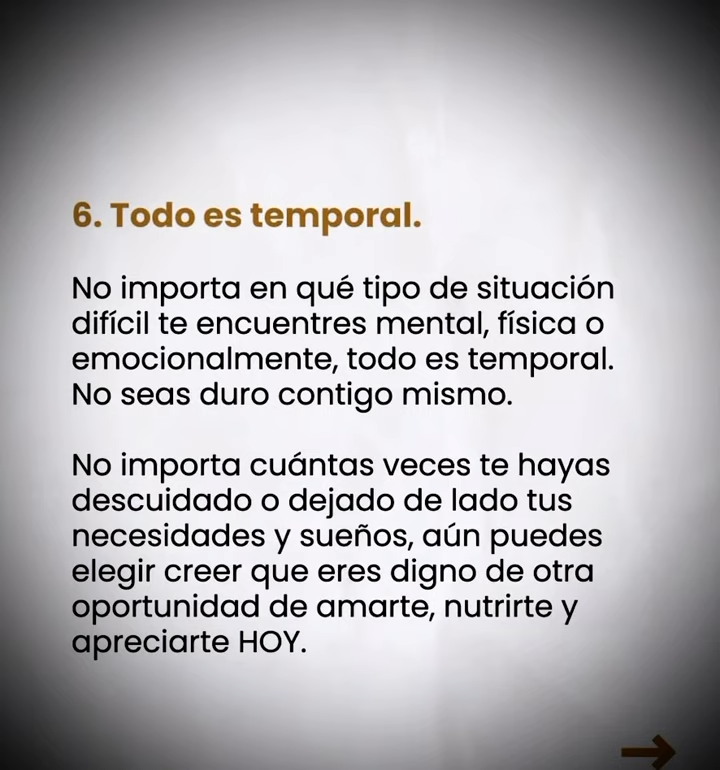 6. Todo es temporal.
No importa en qué tipo de situación
difícil te encuentres mental, física o
emocionalmente, todo es temporal.
No seas duro contigo mismo.
No importa cuántas veces te hayas
descuidado o dejado de lado tus
necesidades y sueños, aún puedes
elegir creer que eres digno de otra
oportunidad de amarte, nutrirte y
apreciarte HOY.